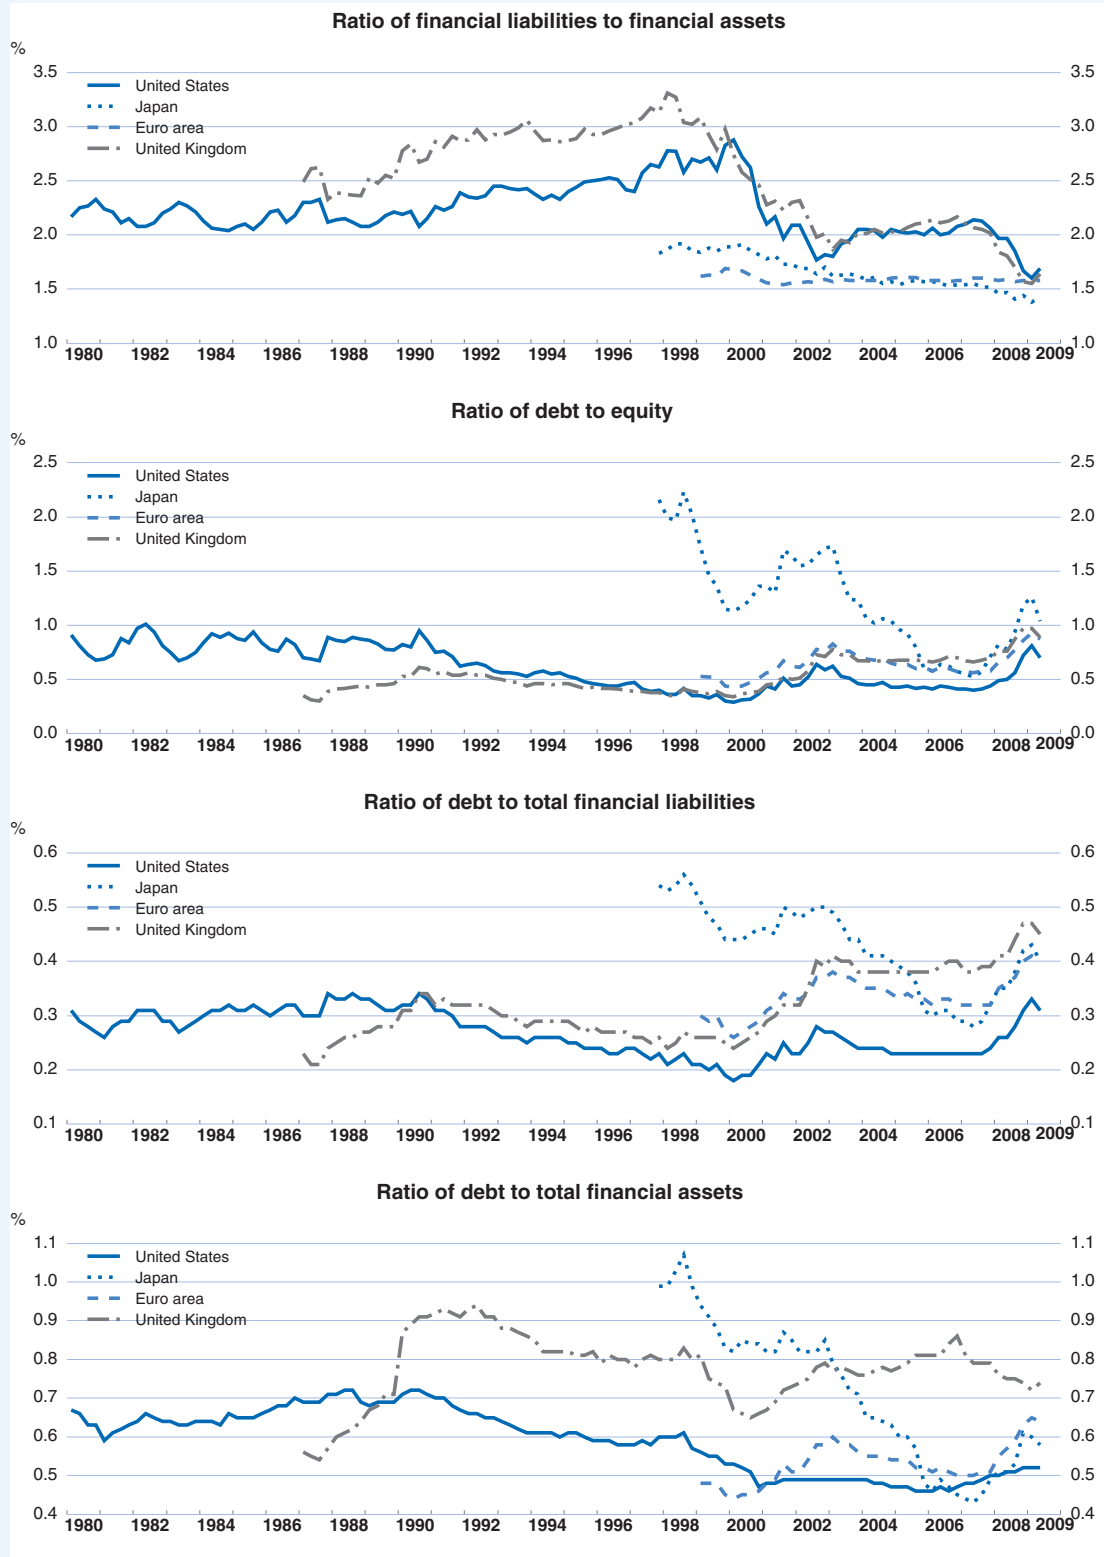 Ratio of financial liabilities to financial assets
%
3.5 3.5
United States
Japan
3.0 Euro area 3.0
United Kingdom
2.5 2.5
2.0 2.0
1.5 1.5
1.0 1.0
1980 1982 1984 1986 1988 1990 1992 1994 1996 1998 2000 2002 2004 2006 2008 2009
Ratio of debt to equity
%
2.5 2.5
United States
Japan
2.0 Euro area 2.0
United Kingdom
1.5 1.5
1.0 1.0
0.5 0.5
0.0 0.0
1980 1982 1984 1986 1988 1990 1992 1994 1996 1998 2000 2002 2004 2006 2008 2009
Ratio of debt to total financial liabilities
%
0.6 0.6
United States
Japan
0.5 Euro area 0.5
United Kingdom
0.4 0.4
0.3 0.3
0.2 0.2
0.1 0.1
1980 1982 1984 1986 1988 1990 1992 1994 1996 1998 2000 2002 2004 2006 2008 2009
Ratio of debt to total financial assets
%
1.1 1.1
United States
1.0 Japan 1.0
Euro area
0.9 United Kingdom 0.9
0.8 0.8
0.7 0.7
0.6 0.6
0.5 0.5
0.4 0.4
1980 1982 1984 1986 1988 1990 1992 1994 1996 1998 2000 2002 2004 2006 2008 2009